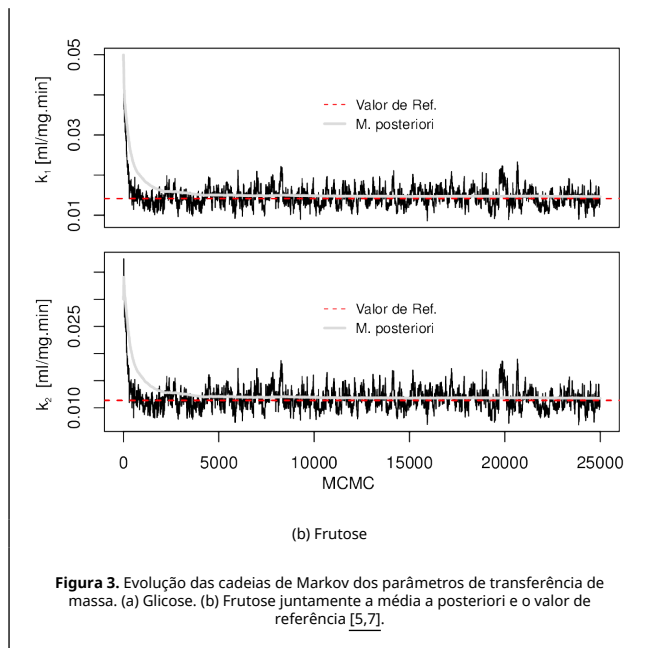 0.05
0.03
0.01
k₁ [ml/mg.min]
Valor de Ref.
M. posteriori
0.025
0.010
k₂ [ml/mg.min]
Valor de Ref.
M. posteriori
0 5000 10000 15000 20000 25000
MCMC
(b) Frutose
Figura 3. Evolução das cadeias de Markov dos parâmetros de transferência de
massa. (a) Glicose. (b) Frutose juntamente a média a posteriori e o valor de
referência [5,7].